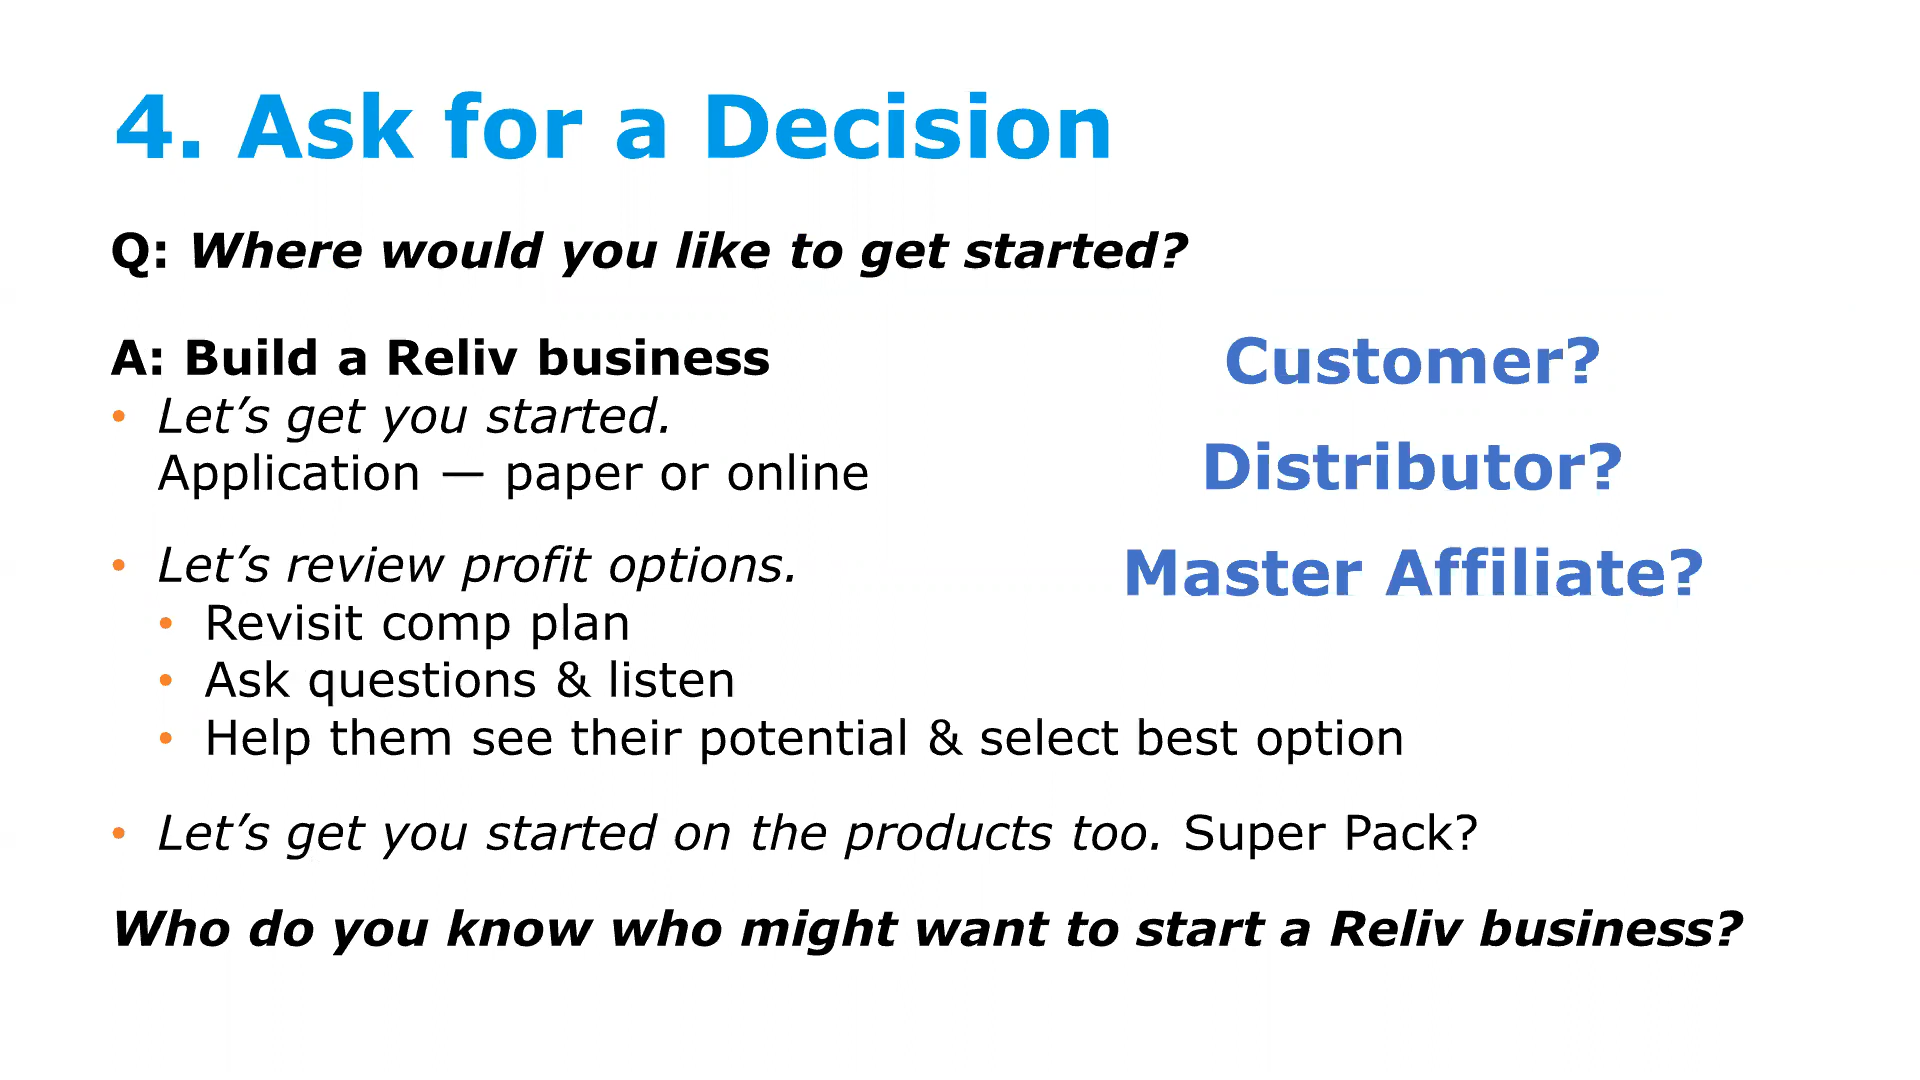 4. Ask for a Decision
Q: Where would you like to get started?
A: Build a Reliv business
• Let’s get you started.
Application — paper or online
• Let’s review profit options.
• Revisit comp plan
• Ask questions & listen
• Help them see their potential & select best option
• Let’s get you started on the products too. Super Pack?
Who do you know who might want to start a Reliv business?
Customer?
Distributor?
Master Affiliate?